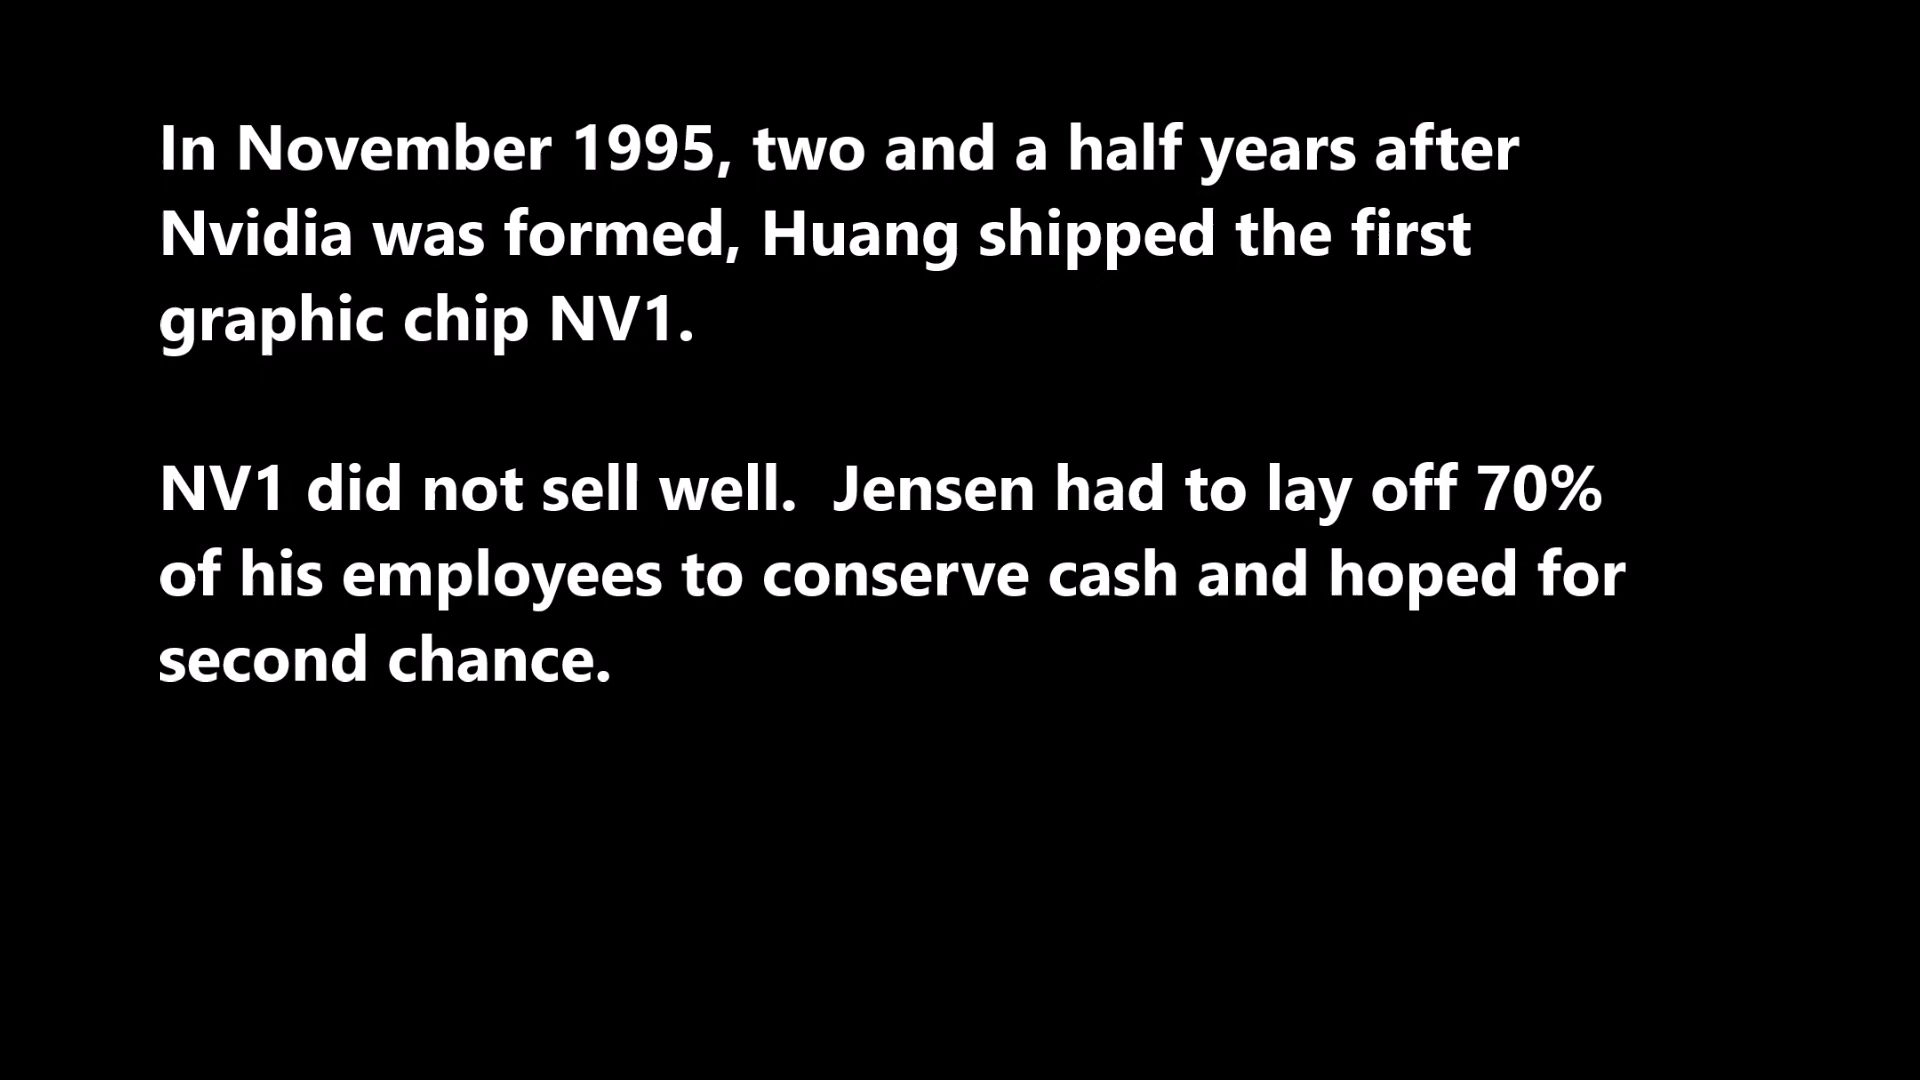 In November 1995, two and a half years after
Nvidia was formed, Huang shipped the first
graphic chip NV1.
NV1 did not sell well.  Jensen had to lay off 70%
of his employees to conserve cash and hoped for
second chance.